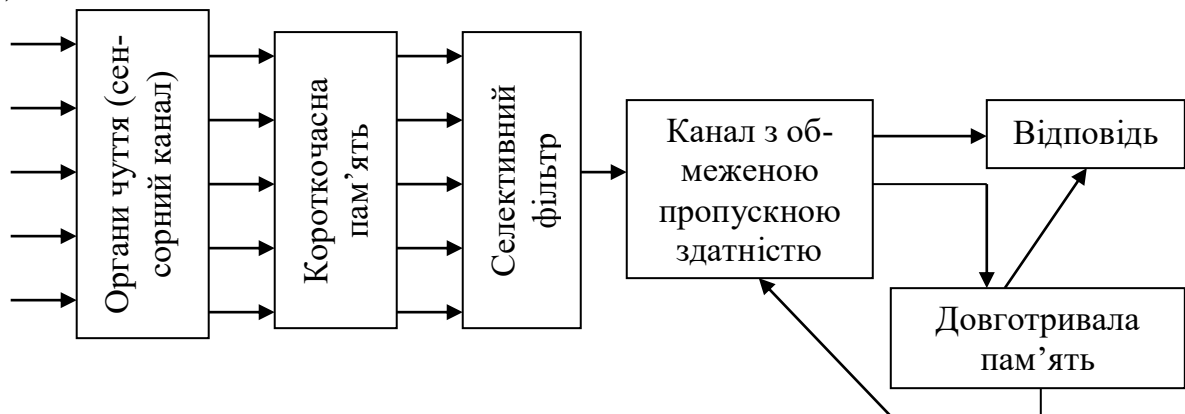 Органи чуття (сен-
сорний канал)
Короткочасна
пам’ять
Селективний
фільтр
Канал з об-
меженою
пропускною
здатністю
Відповідь
Довготривала
пам’ять